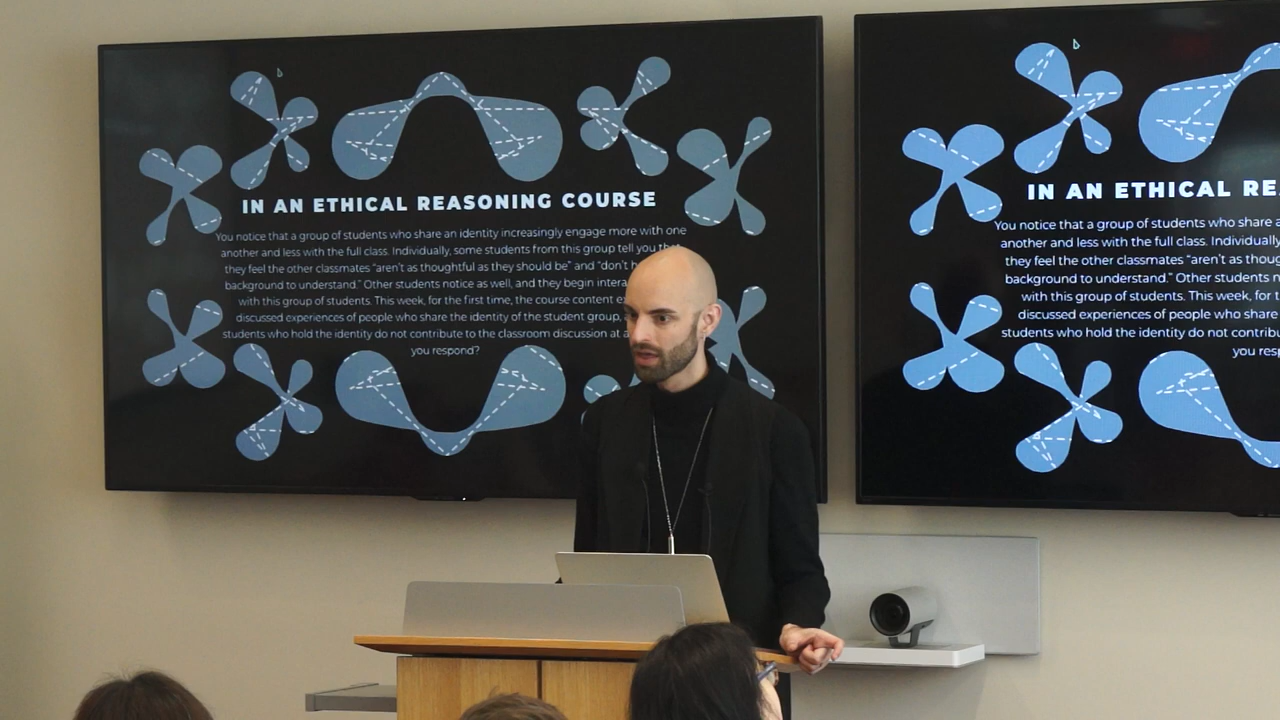 IN AN ETHICAL REASONING COURSE
You notice that a group of students who share an identity increasingly engage more with one
another and less with the full class. Individually, some students from this group tell you that
they feel the other classmates “aren't as thoughtful as they should be” and “don't
background to understand.” Other students notice as well, and they begin
with this group of students. This week, for the first time, the course content
discussed experiences of people who share the identity of the student group,
students who hold the identity do not contribute to the classroom discussion at
you respond?
IN AN ETHICAL
You notice that a group of students who share
another and less with the full class. Individually
they feel the other classmates “aren't as
background to understand.” Other students
with this group of students. This week, for
discussed experiences of people who share
students who hold the identity do not
you